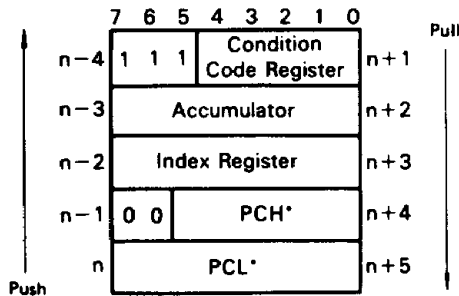 7 6 5 4 3 2 1 0
Pull
n−4 1 1 1 Condition Code Register n+1
n−3 Accumulator n+2
n−2 Index Register n+3
n−1 0 0 PCH* n+4
n PCL* n+5
Push